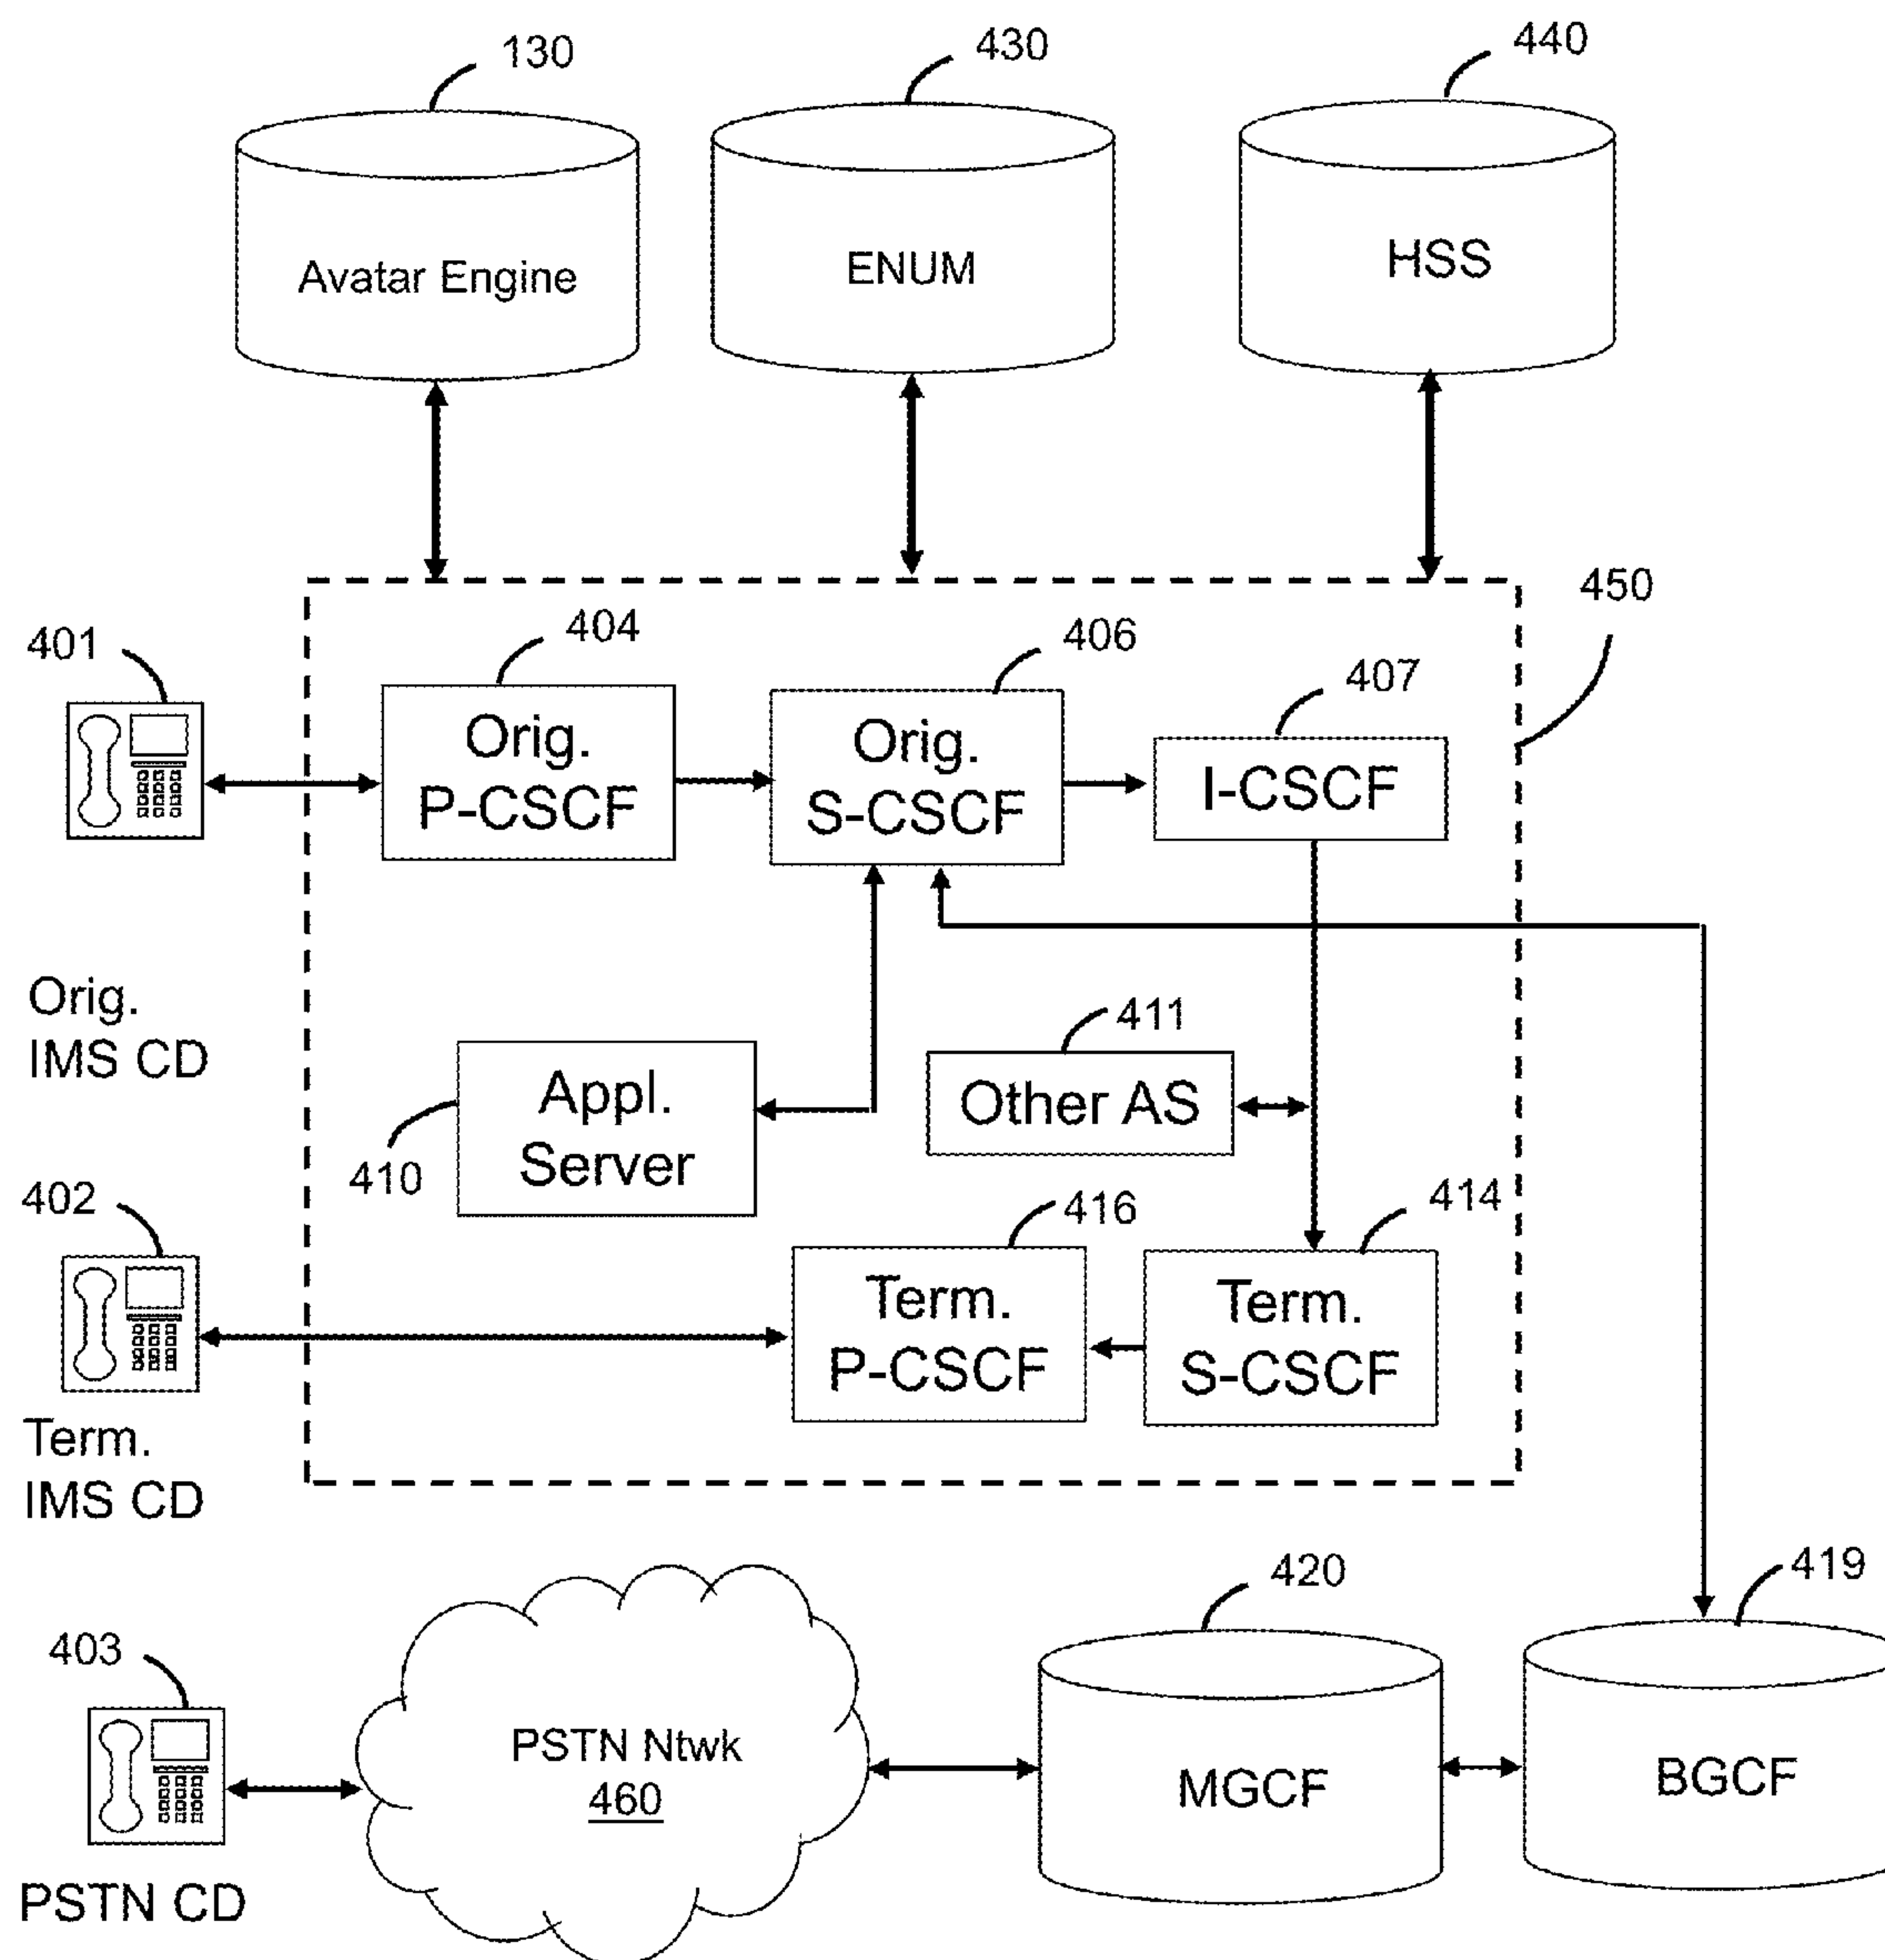 130
430
440
Avatar Engine
ENUM
HSS
450
401
404
406
407
Orig.
P-CSCF
Orig.
S-CSCF
I-CSCF
Orig.
IMS CD
411
Appl.
Server
Other AS
410
402
416
414
Term.
P-CSCF
Term.
S-CSCF
Term.
IMS CD
420
419
403
PSTN Ntwk
460
MGCF
BGCF
PSTN CD